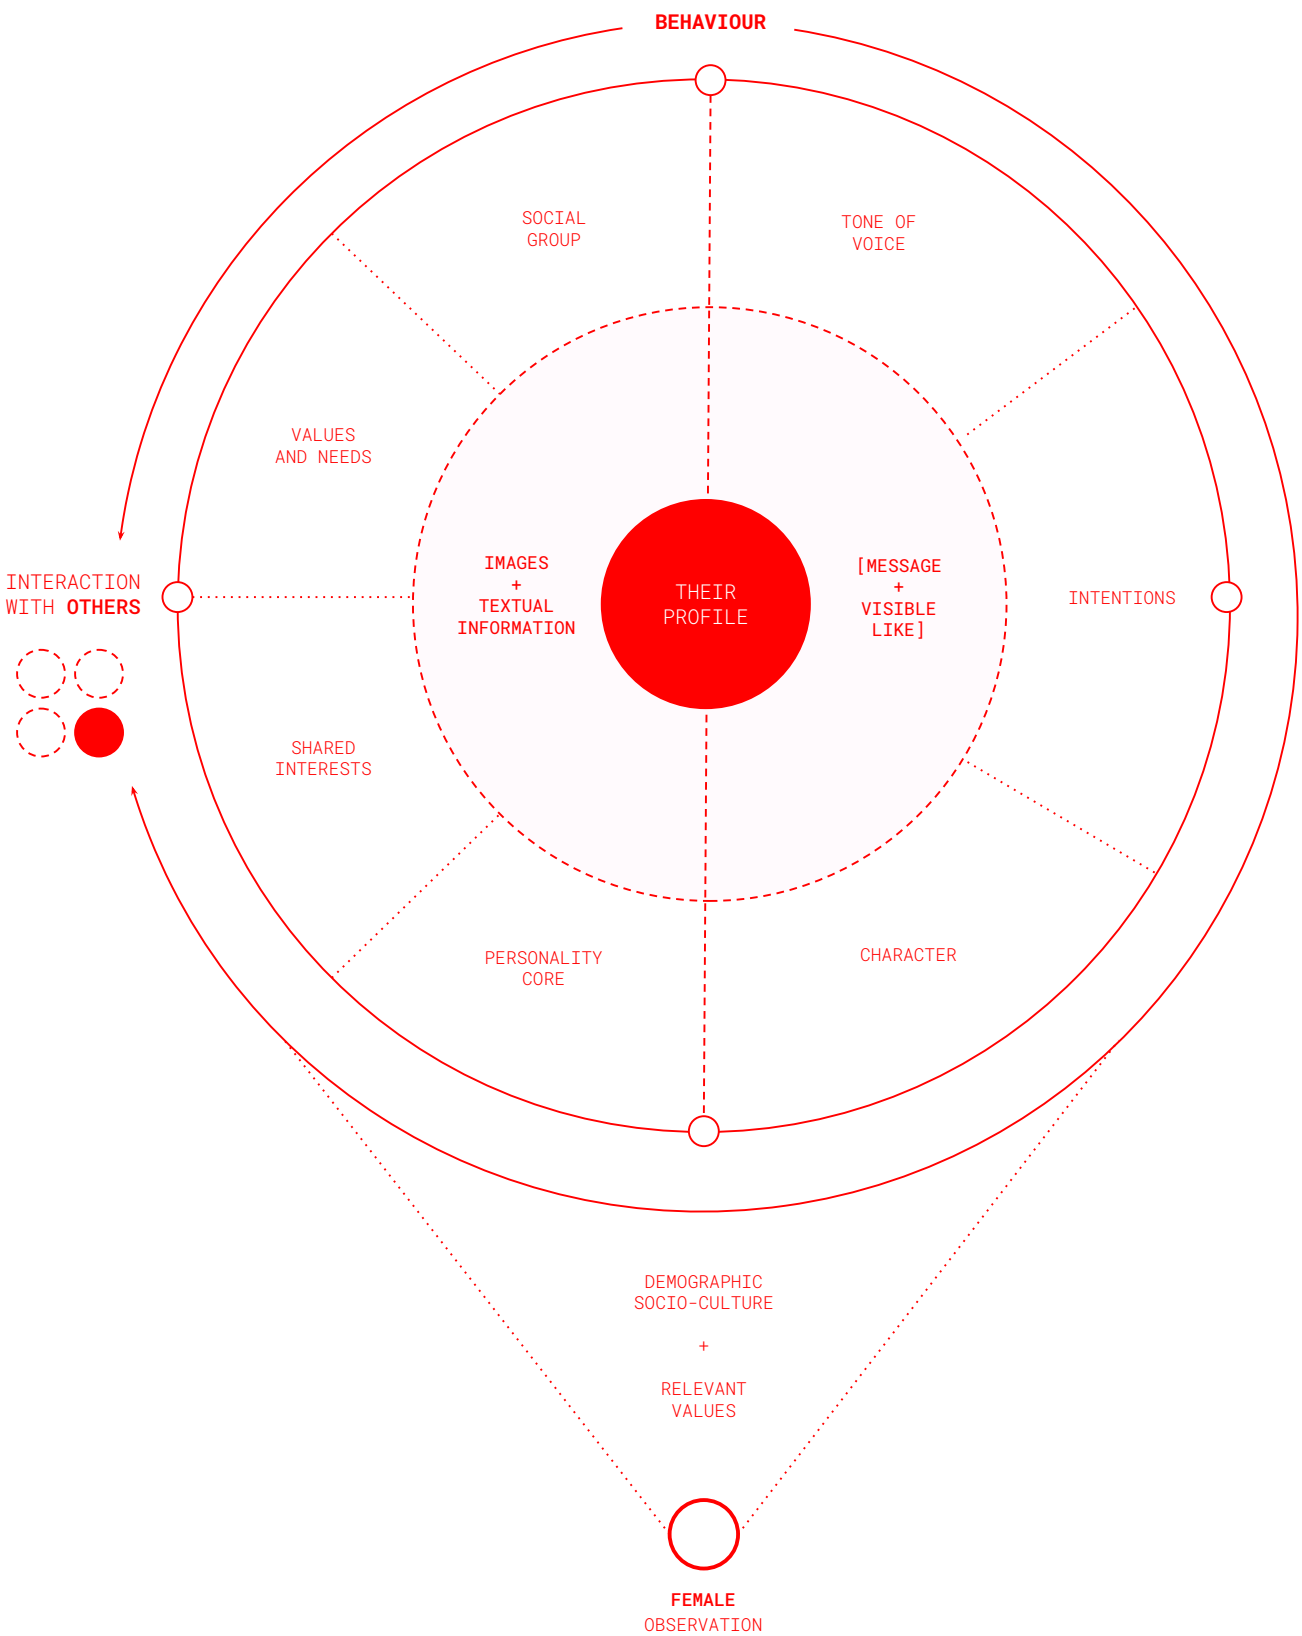 BEHAVIOUR
SOCIAL
GROUP
TONE OF
VOICE
VALUES
AND NEEDS
IMAGES
+
TEXTUAL
INFORMATION
THEIR
PROFILE
[MESSAGE
+
VISIBLE
LIKE]
INTENTIONS
INTERACTION
WITH OTHERS
SHARED
INTERESTS
PERSONALITY
CORE
CHARACTER
DEMOGRAPHIC
SOCIO-CULTURE
+
RELEVANT
VALUES
FEMALE
OBSERVATION